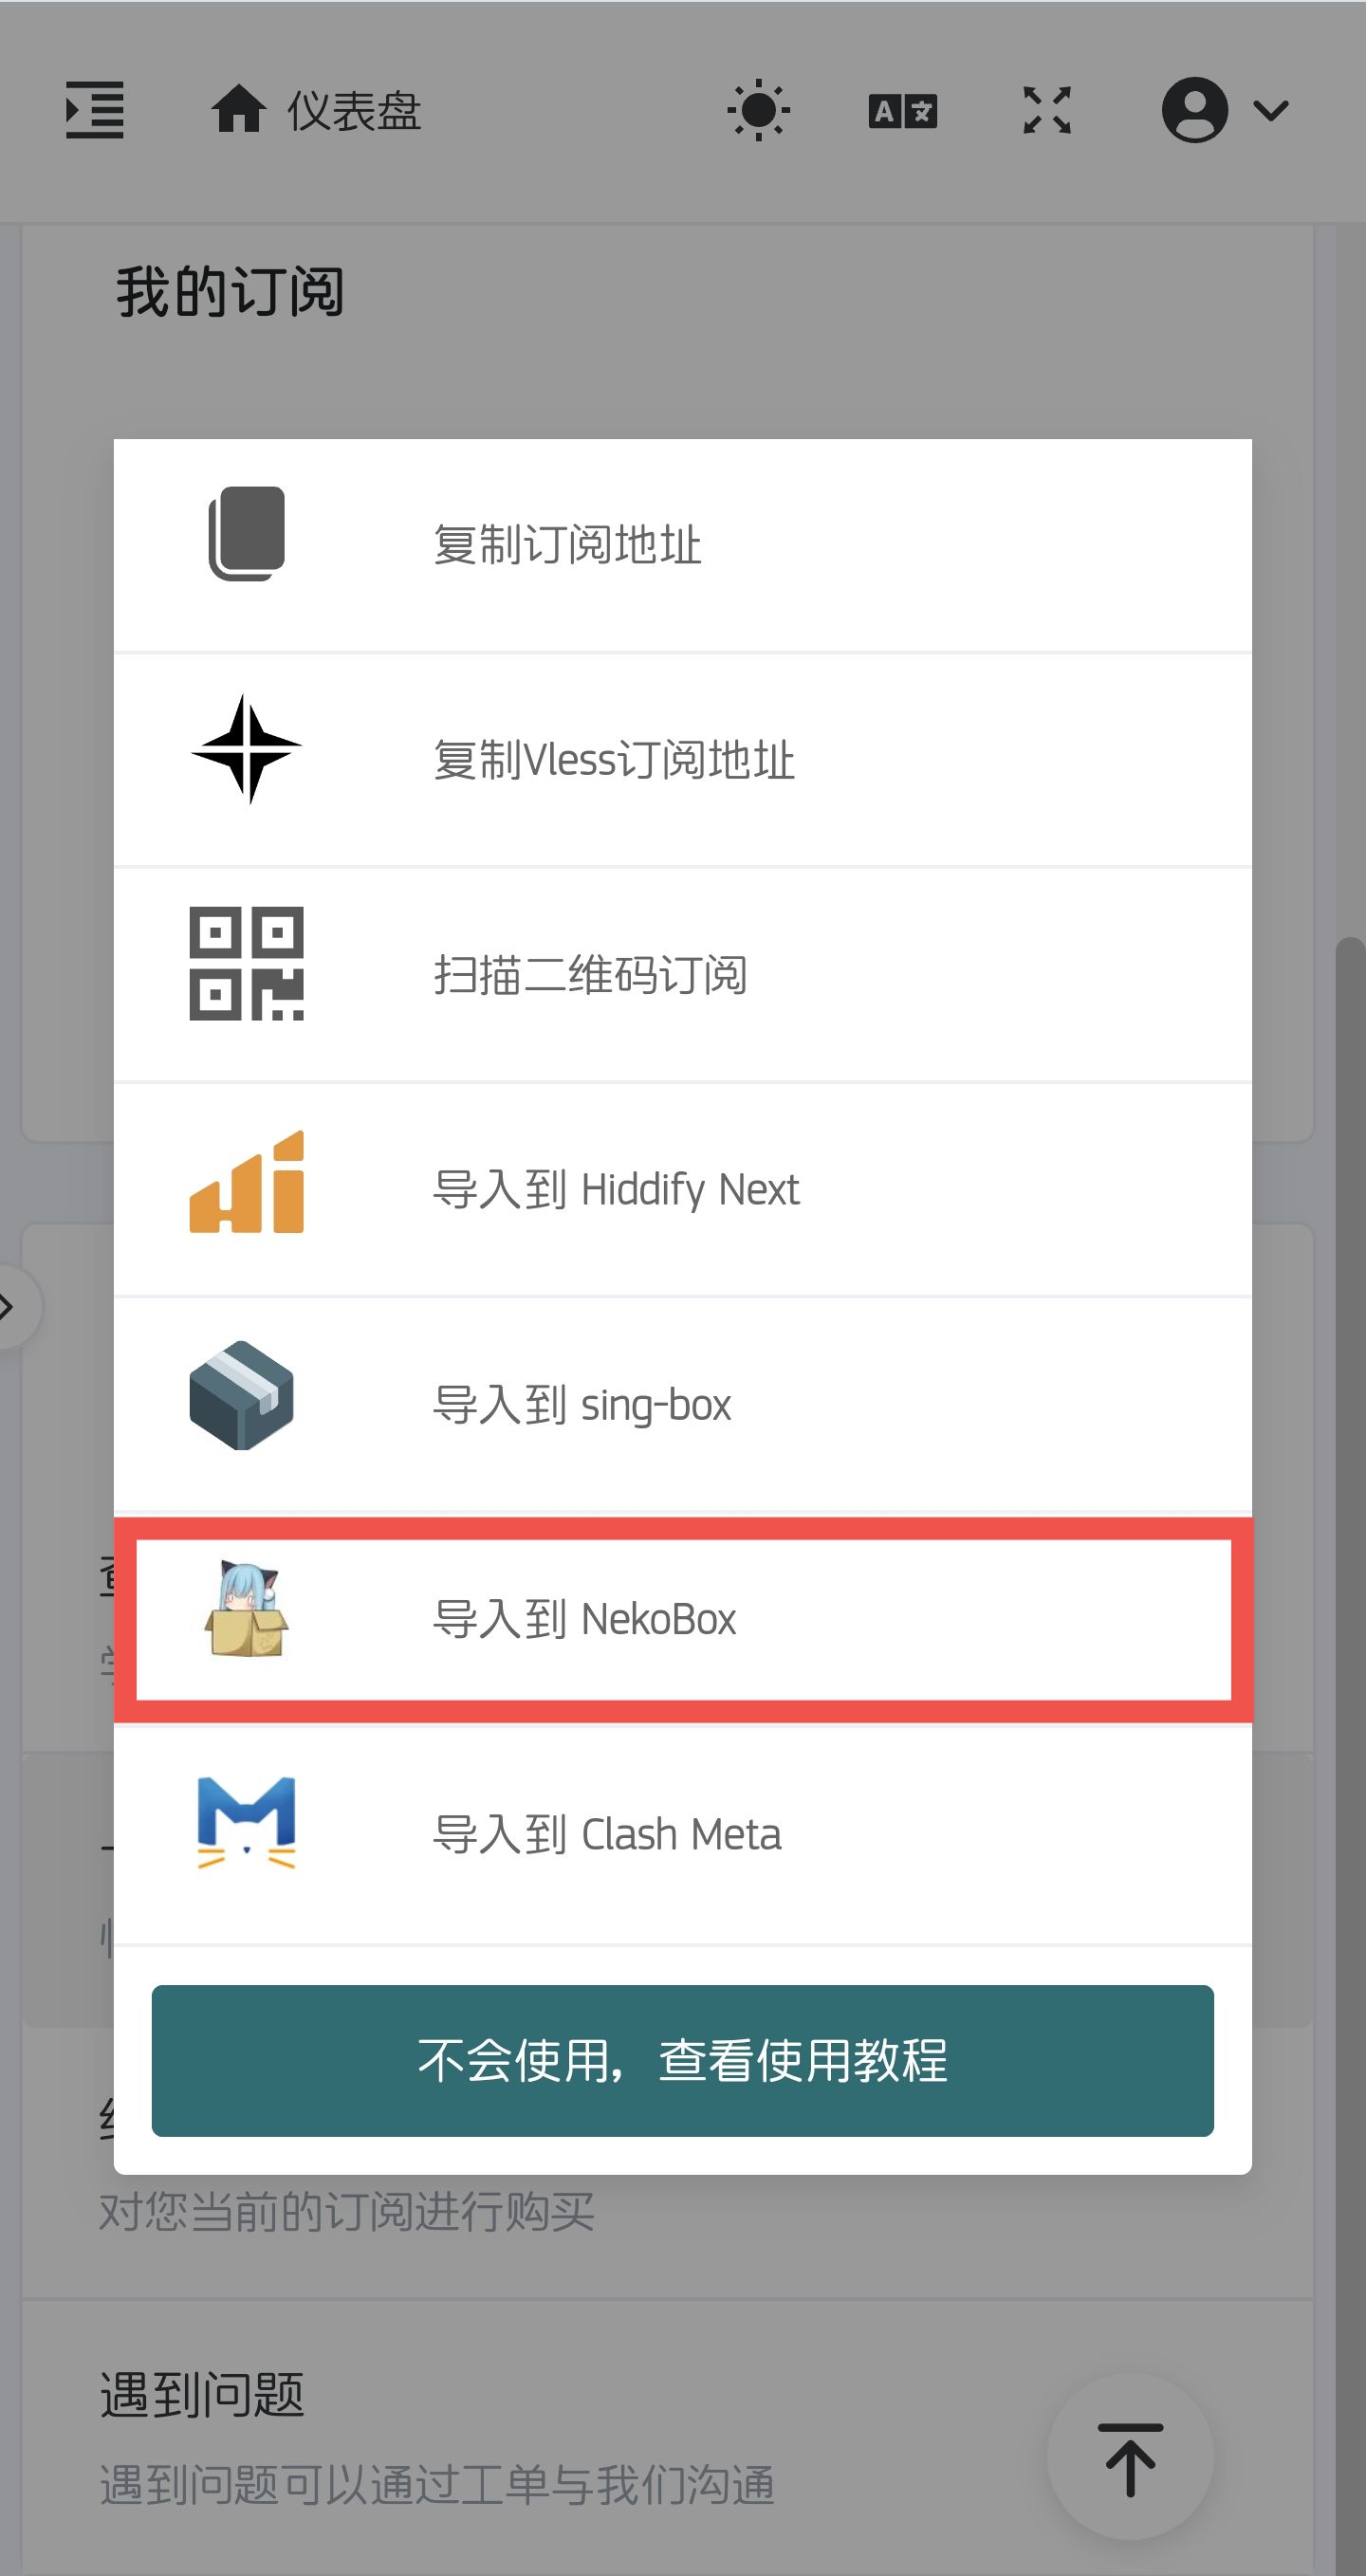 仪表盘
我的订阅
复制订阅地址
复制Vless订阅地址
扫描二维码订阅
导入到 Hiddify Next
导入到 sing-box
导入到 NekoBox
导入到 Clash Meta
不会使用，查看使用教程
对您当前的订阅进行购买
遇到问题
遇到问题可以通过工单与我们沟通